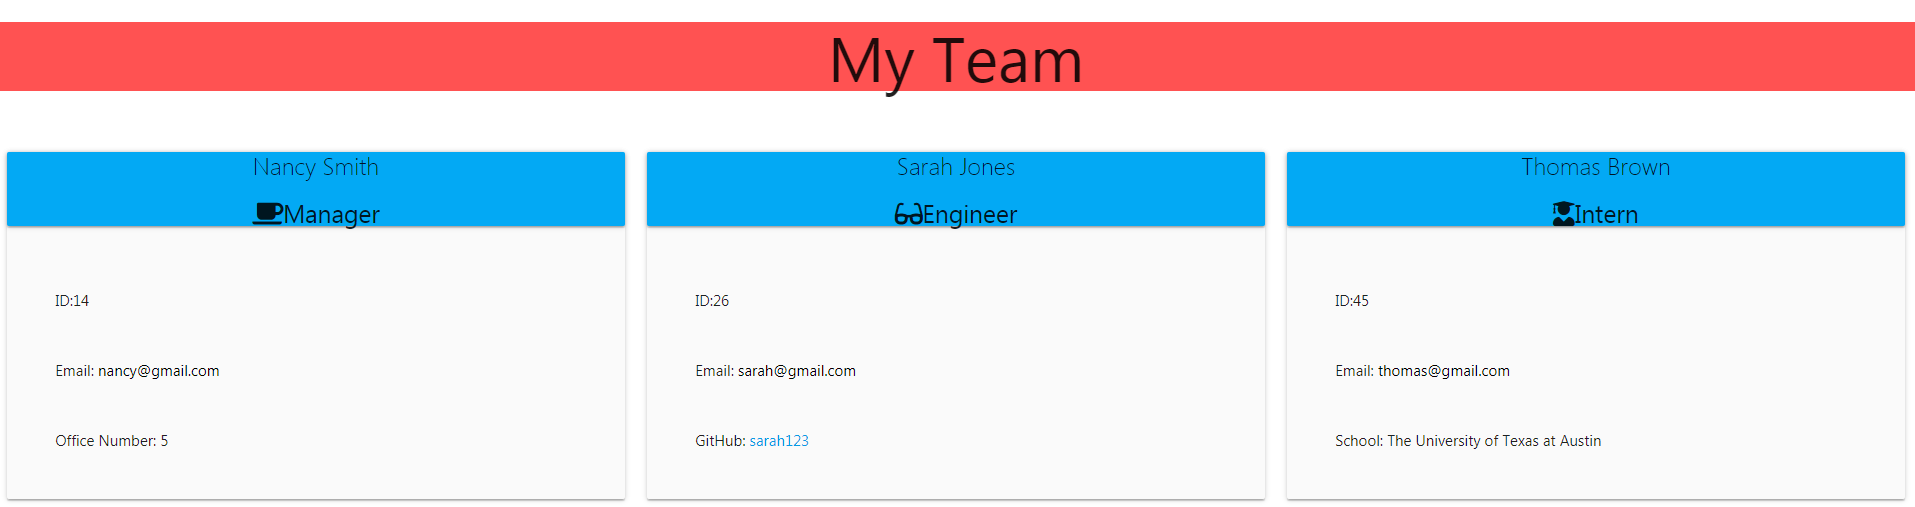 My Team
Nancy Smith
Manager
ID:14
Email: nancy@gmail.com
Office Number: 5
Sarah Jones
Engineer
ID:26
Email: sarah@gmail.com
GitHub: sarah123
Thomas Brown
Intern
ID:45
Email: thomas@gmail.com
School: The University of Texas at Austin